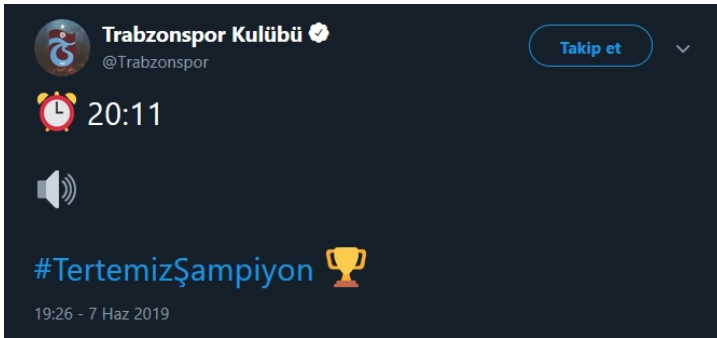 Trabzonspor Kulübü
@Trabzonspor
Takip et
20:11
#TertemizŞampiyon
19:26 - 7 Haz 2019